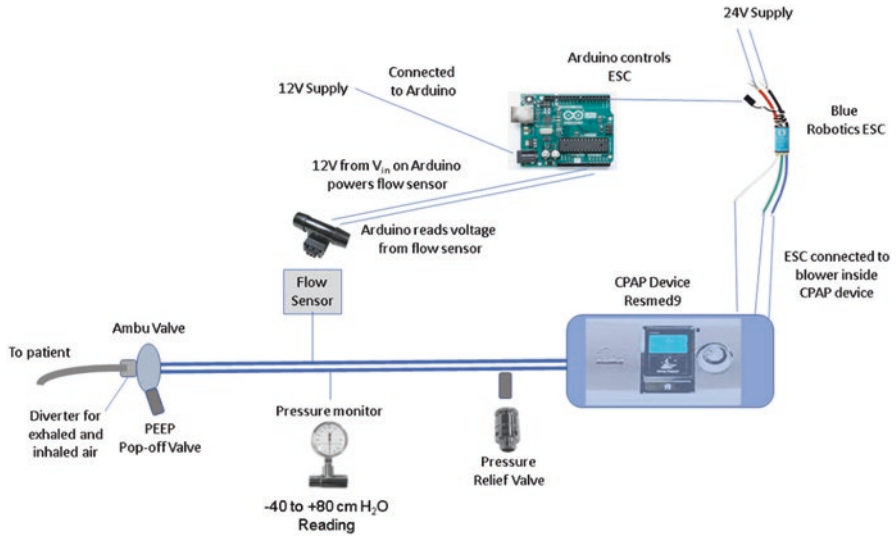 24V Supply
Arduino controls
ESC
Connected
to Arduino
12V Supply
Blue
Robotics ESC
12V from Vin on Arduino
powers flow sensor
Arduino reads voltage
from flow sensor
ESC connected to
blower inside
CPAP device
Flow
Sensor
CPAP Device
Resmed9
Ambu Valve
To patient
Diverter for
exhaled and
inhaled air
PEEP
Pop-off Valve
Pressure monitor
Pressure
Relief Valve
-40 to +80 cm H₂O
Reading
ARDUINO